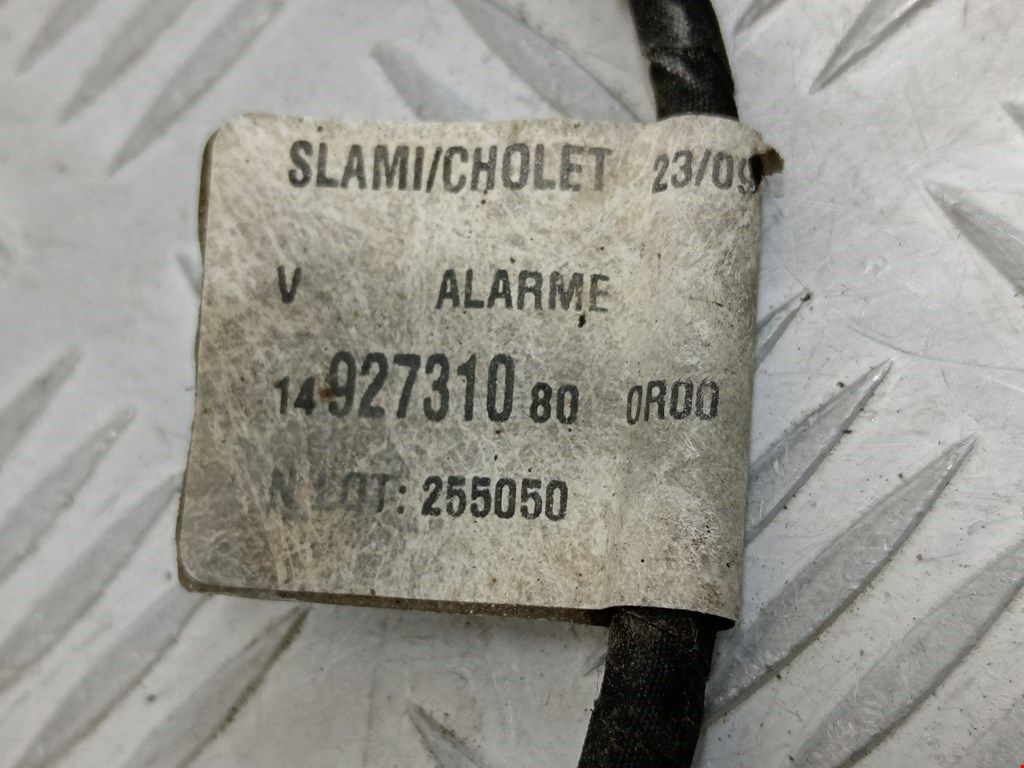 SLAMI/CHOLET 23/09
V ALARME
14 927310 80 0R00
N LOT: 255050